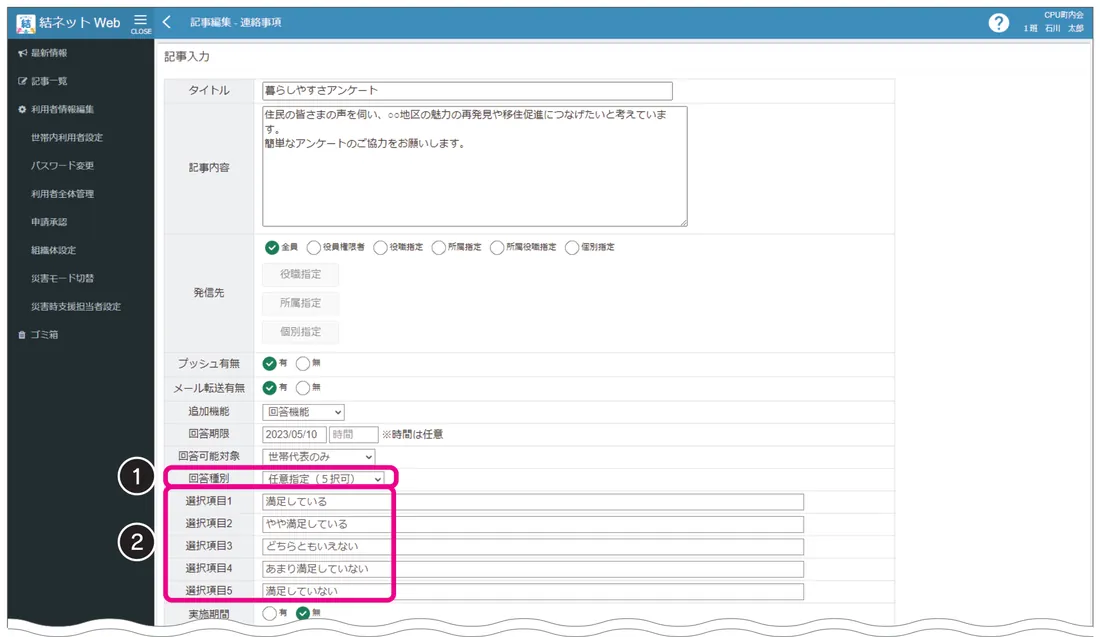 結ネット Web
CLOSE
記事編集 - 連絡事項
?
CPU町内会
1班 石川 太郎
最新情報
記事一覧
利用者情報編集
世帯内利用者設定
パスワード変更
利用者全体管理
申請承認
組織体設定
災害モード切替
災害時支援担当者設定
ゴミ箱
記事入力
タイトル
暮らしやすさアンケート
記事内容
住民の皆さまの声を伺い、○○地区の魅力の再発見や移住促進につなげたいと考えていま
す。
簡単なアンケートのご協力をお願いします。
発信先
全員 役員権限者 役職指定 所属指定 所属役職指定 個別指定
役職指定
所属指定
個別指定
プッシュ有無 有 無
メール転送有無 有 無
追加機能 回答機能
回答期限 2023/05/10 時間 ※時間は任意
回答可能対象 世帯代表のみ
1
回答種別 任意指定（５択可）
2
選択項目1 満足している
選択項目2 やや満足している
選択項目3 どちらともいえない
選択項目4 あまり満足していない
選択項目5 満足していない
実施期間 有 無